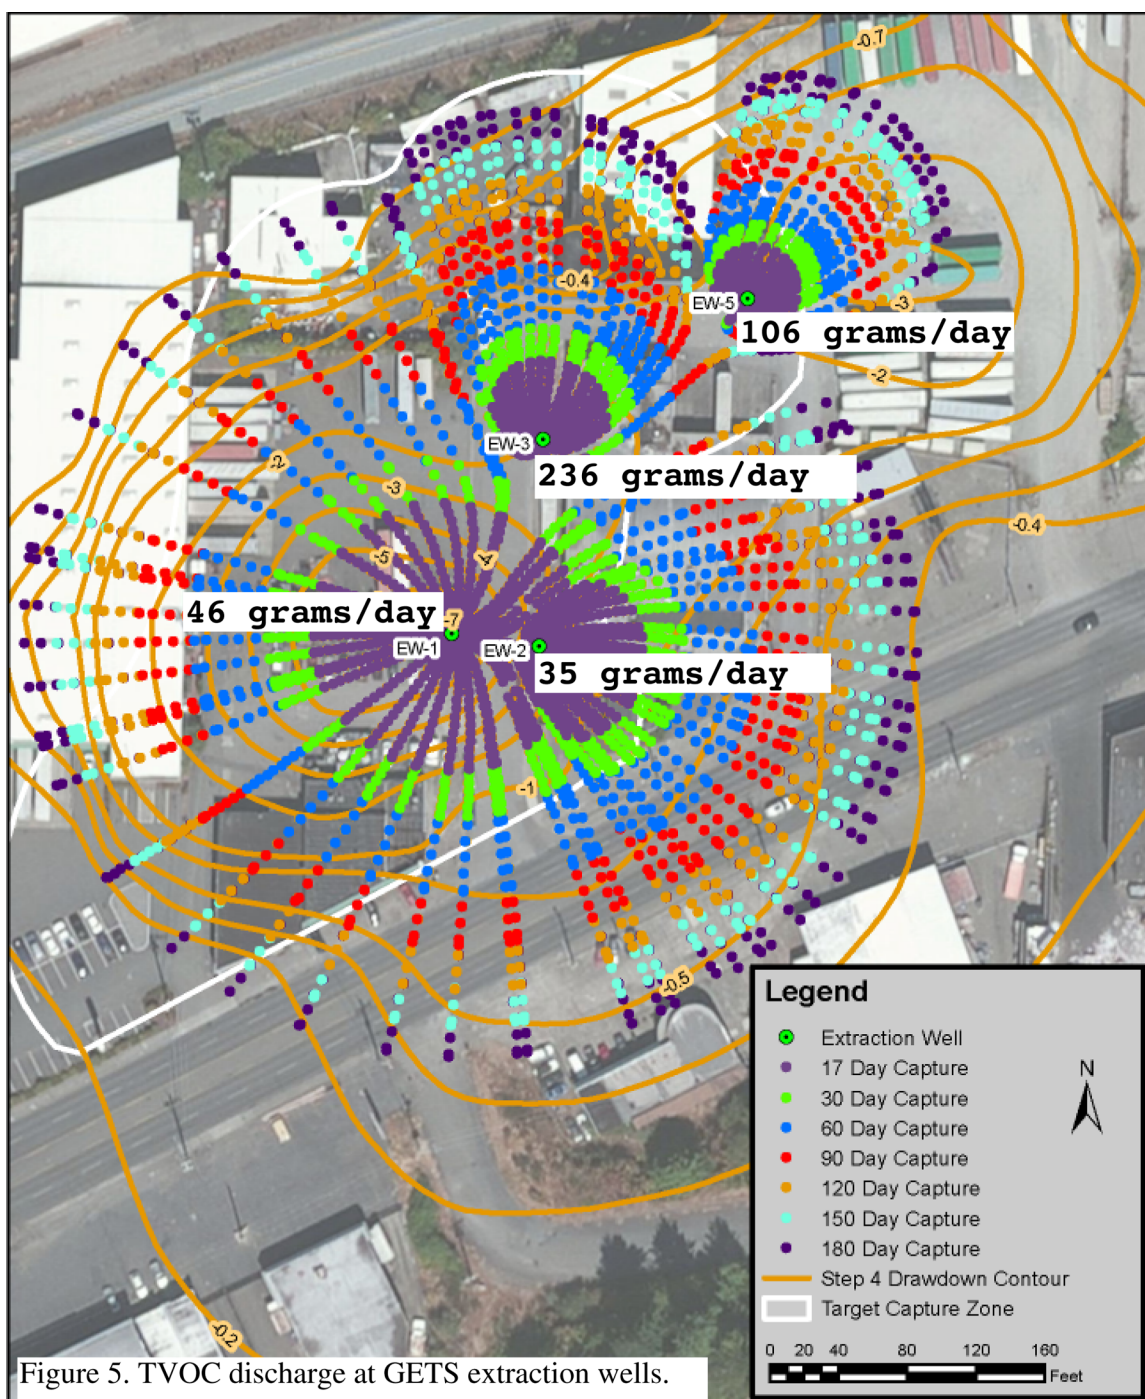 -0.7
-0.4
EW-5
-3
106 grams/day
-2
EW-3
-2
236 grams/day
-3
-0.4
-5
-4
46 grams/day
-7
EW-1
EW-2
35 grams/day
-1
-0.5
-0.2
Legend
Extraction Well
17 Day Capture
30 Day Capture
60 Day Capture
90 Day Capture
120 Day Capture
150 Day Capture
180 Day Capture
Step 4 Drawdown Contour
Target Capture Zone
N
0 20 40 80 120 160
Feet
Figure 5. TVOC discharge at GETS extraction wells.